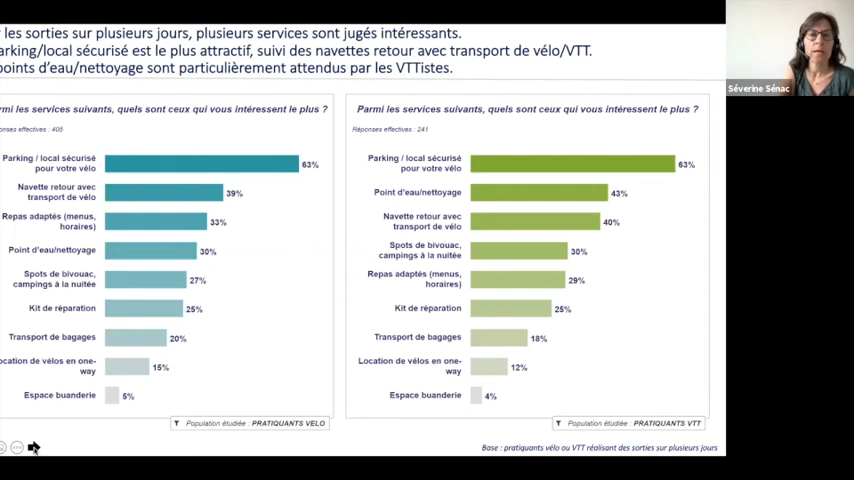 les sorties sur plusieurs jours, plusieurs services sont jugés intéressants.
arking/local sécurisé est le plus attractif, suivi des navettes retour avec transport de vélo/VTT.
points d'eau/nettoyage sont particulièrement attendus par les VTTistes.
Séverine Sénac
rmi les services suivants, quels sont ceux qui vous intéressent le plus ?
onses effectives : 405
Parking / local sécurisé
pour votre vélo
63%
Navette retour avec
transport de vélo
39%
Repas adaptés (menus,
horaires)
33%
Point d'eau/nettoyage
30%
Spots de bivouac,
campings à la nuitée
27%
Kit de réparation
25%
Transport de bagages
20%
ocation de vélos en one-
way
15%
Espace buanderie
5%
Population étudiée : PRATIQUANTS VELO
Parmi les services suivants, quels sont ceux qui vous intéressent le plus ?
Réponses effectives : 241
Parking / local sécurisé
pour votre vélo
63%
Point d'eau/nettoyage
43%
Navette retour avec
transport de vélo
40%
Spots de bivouac,
campings à la nuitée
30%
Repas adaptés (menus,
horaires)
29%
Kit de réparation
25%
Transport de bagages
18%
Location de vélos en one-
way
12%
Espace buanderie
4%
Population étudiée : PRATIQUANTS VTT
Base : pratiquants vélo ou VTT réalisant des sorties sur plusieurs jours